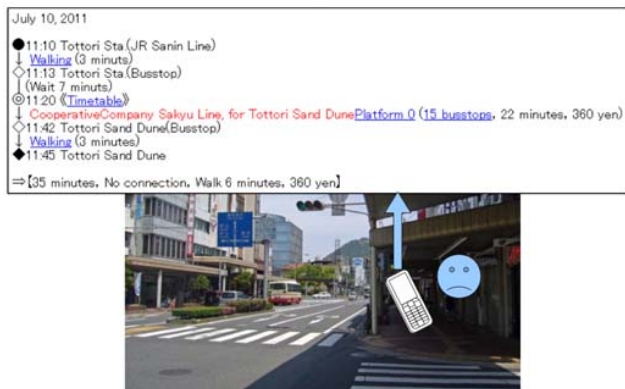 July 10, 2011
●11:10 Tottori Sta.(JR Sanin Line)
↓ Walking (3 minuts)
◇11:13 Tottori Sta.(Busstop)
｜(Wait 7 minuts)
◎11:20 《Timetable》
↓ CooperativeCompany Sakyu Line, for Tottori Sand DunePlatform 0 (15 busstops, 22 minutes, 360 yen)
◇11:42 Tottori Sand Dune(Busstop)
↓ Walking (3 minutes)
◆11:45 Tottori Sand Dune
⇒【35 minutes, No connection, Walk 6 minutes, 360 yen】